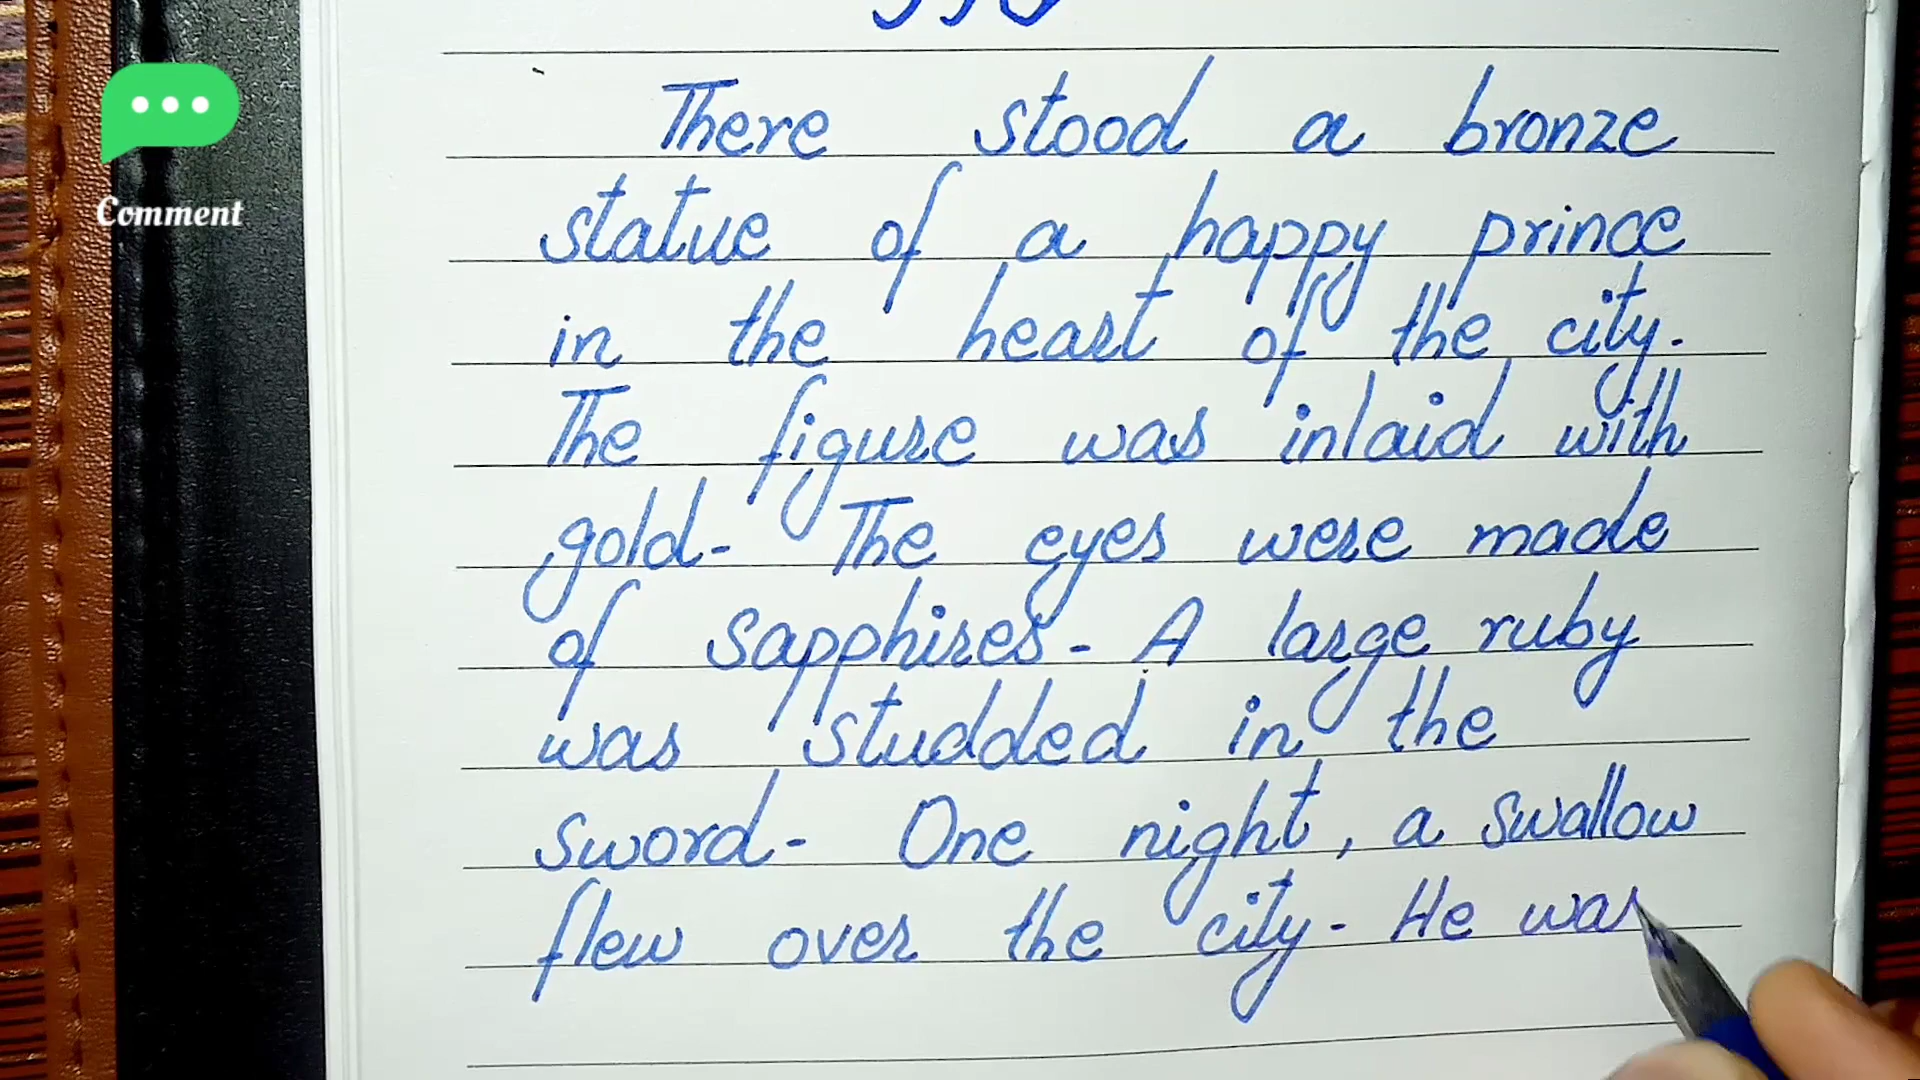 Comment
There stood a bronze
statue of a happy prince
in the heart of the city.
The figure was inlaid with
gold. The eyes were made
of sapphires. A large ruby
was studded in the
sword. One night, a swallow
flew over the city. He was